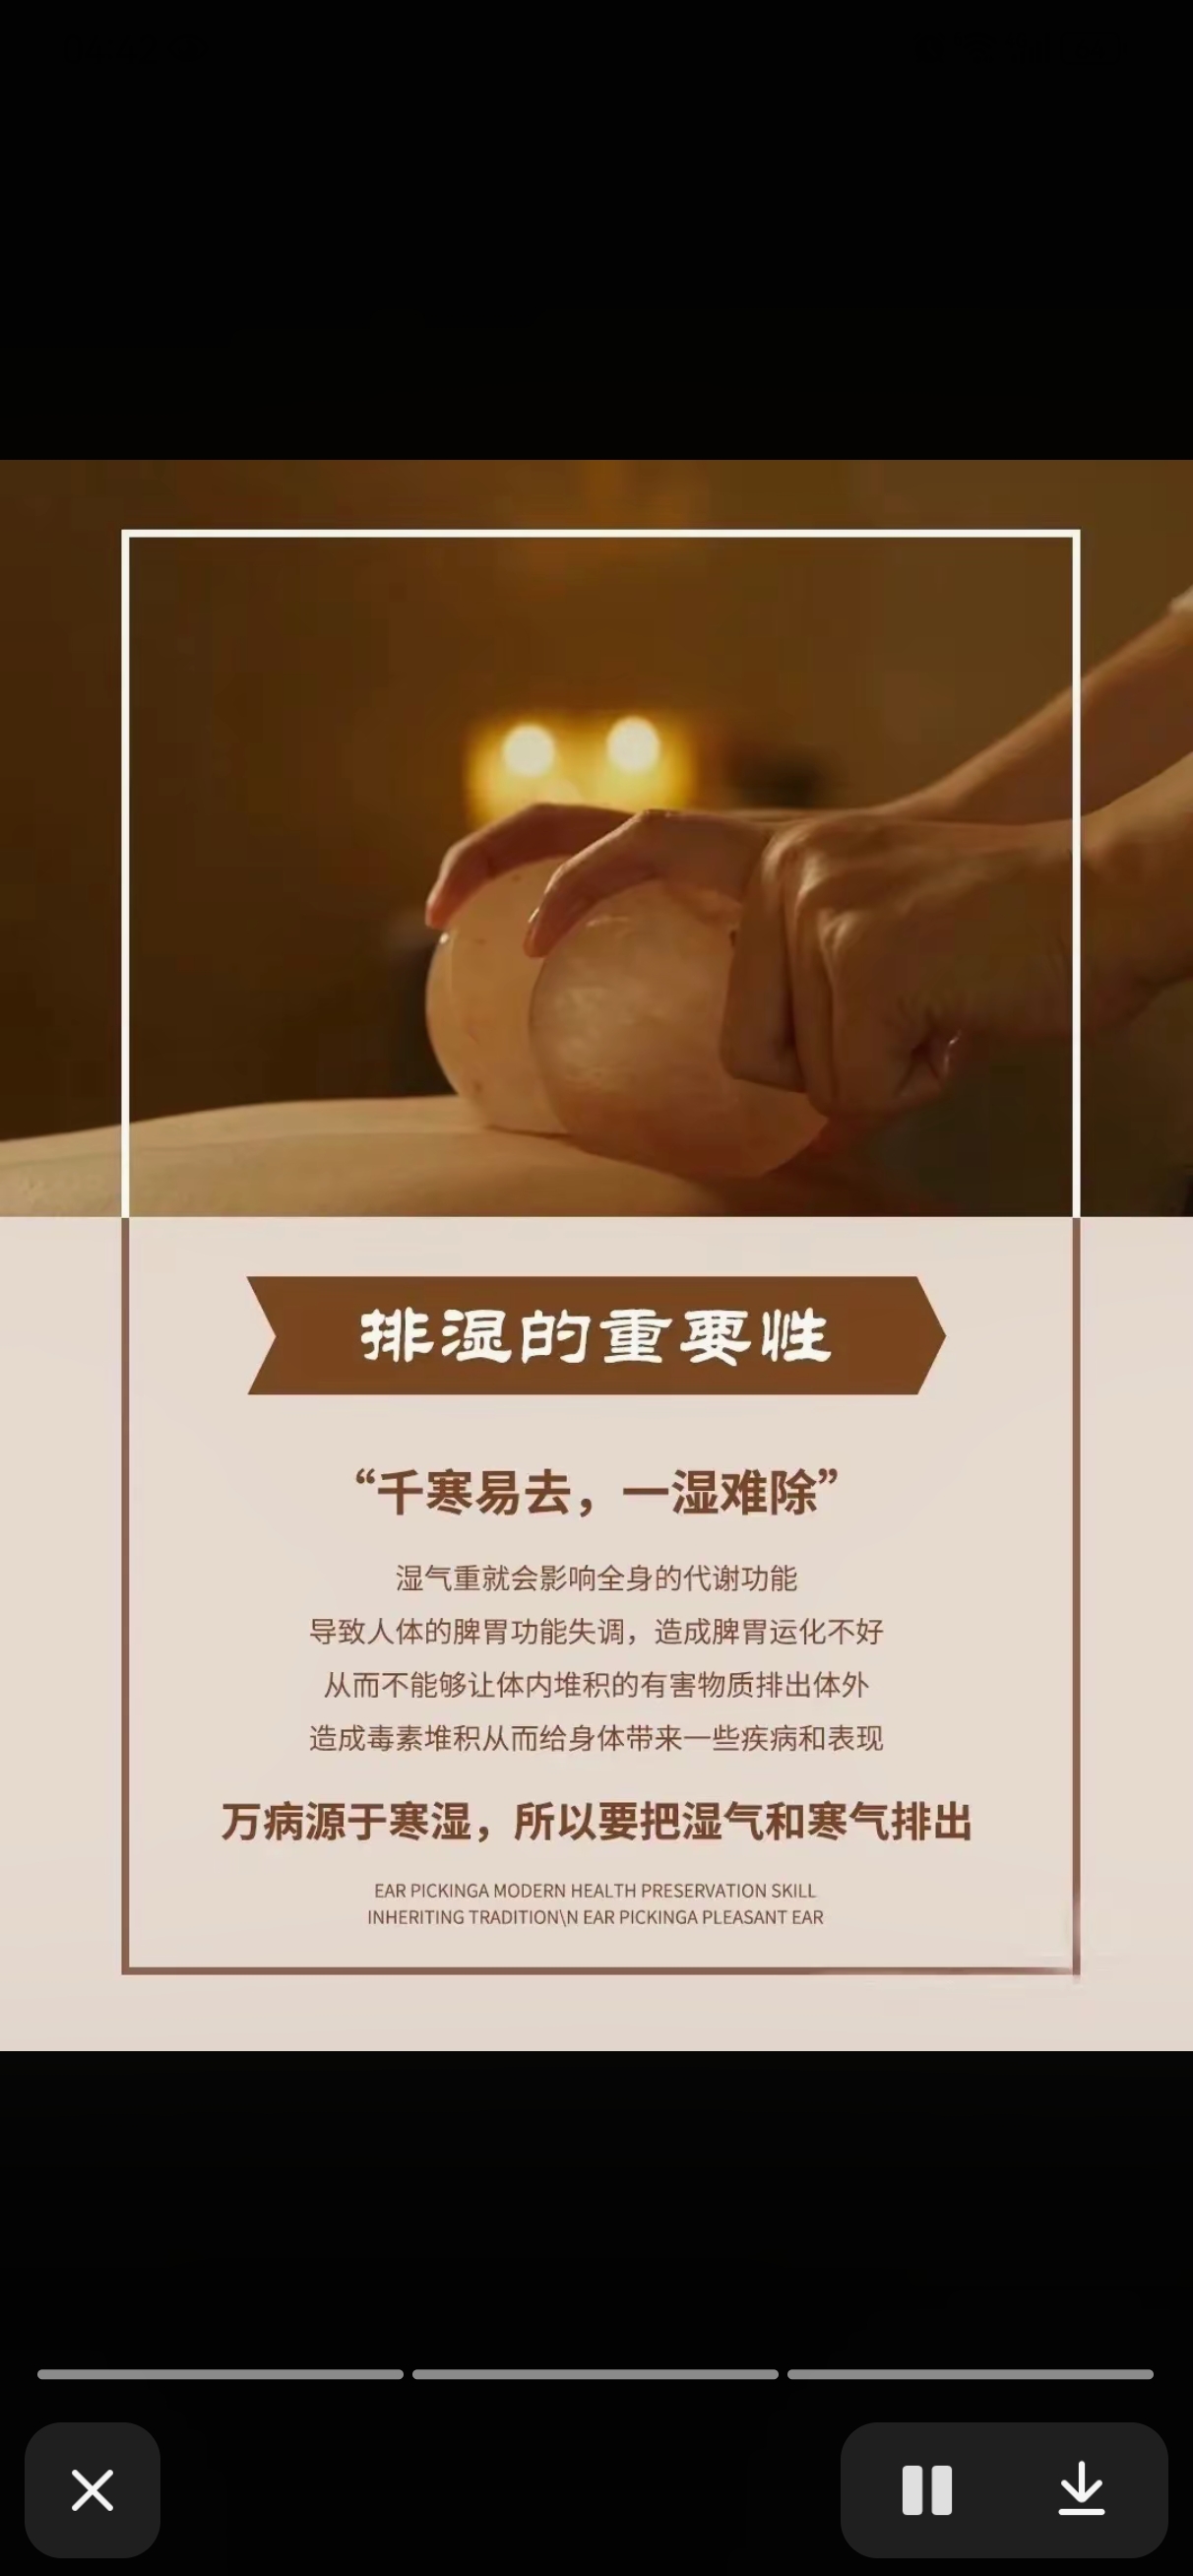 排湿的重要性
“千寒易去，一湿难除”
湿气重就会影响全身的代谢功能
导致人体的脾胃功能失调，造成脾胃运化不好
从而不能够让体内堆积的有害物质排出体外
造成毒素堆积从而给身体带来一些疾病和表现
万病源于寒湿，所以要把湿气和寒气排出
EAR PICKINGA MODERN HEALTH PRESERVATION SKILL
INHERITING TRADITION\N EAR PICKINGA PLEASANT EAR